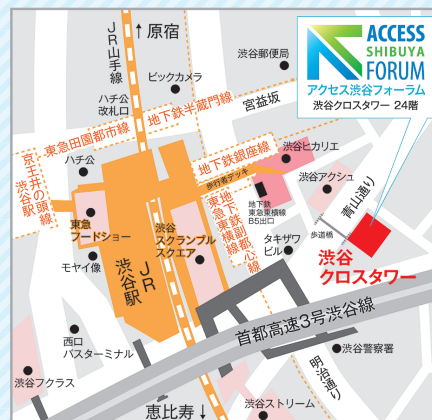 ACCESS
SHIBUYA
FORUM
アクセス渋谷フォーラム
渋谷クロスタワー 24階
↑原宿
JR山手線
渋谷郵便局
ビックカメラ
ハチ公
改札口
宮益坂
地下鉄半蔵門線
東急田園都市線
京王井の頭線
渋谷駅
ハチ公
地下鉄銀座線
渋谷ヒカリエ
歩行者デッキ
渋谷アクシュ
青山通り
地下鉄
東急東横線
B5出口
地下鉄副都心線
東急東横線
東急
フードショー
渋谷
スクランブル
スクエア
タキザワ
ビル
歩道橋
モヤイ像
JR
渋谷駅
渋谷
クロスタワー
首都高速3号渋谷線
西口
バスターミナル
渋谷警察署
明治通り
渋谷フクラス
渋谷ストリーム
恵比寿↓